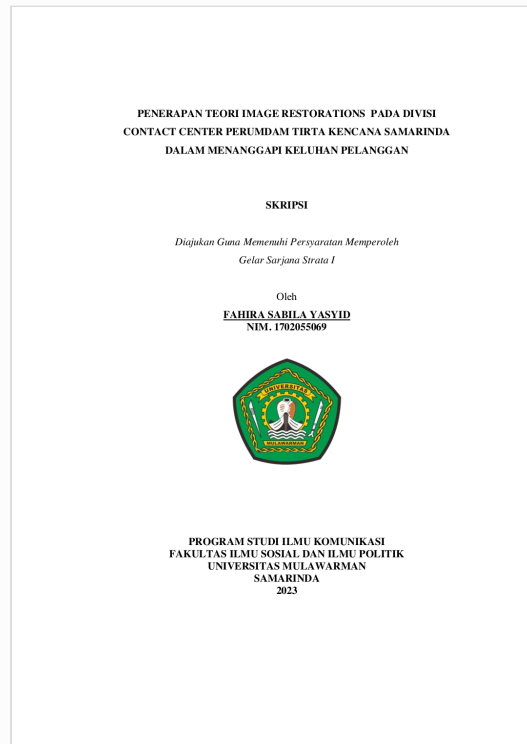 PENERAPAN TEORI IMAGE RESTORATIONS PADA DIVISI
CONTACT CENTER PERUMDAM TIRTA KENCANA SAMARINDA
DALAM MENANGGAPI KELUHAN PELANGGAN
SKRIPSI
Diajukan Guna Memenuhi Persyaratan Memperoleh
Gelar Sarjana Strata I
Oleh
FAHIRA SABILA YASYID
NIM. 1702055069
UNIVERSITAS
MULAWARMAN
PROGRAM STUDI ILMU KOMUNIKASI
FAKULTAS ILMU SOSIAL DAN ILMU POLITIK
UNIVERSITAS MULAWARMAN
SAMARINDA
2023